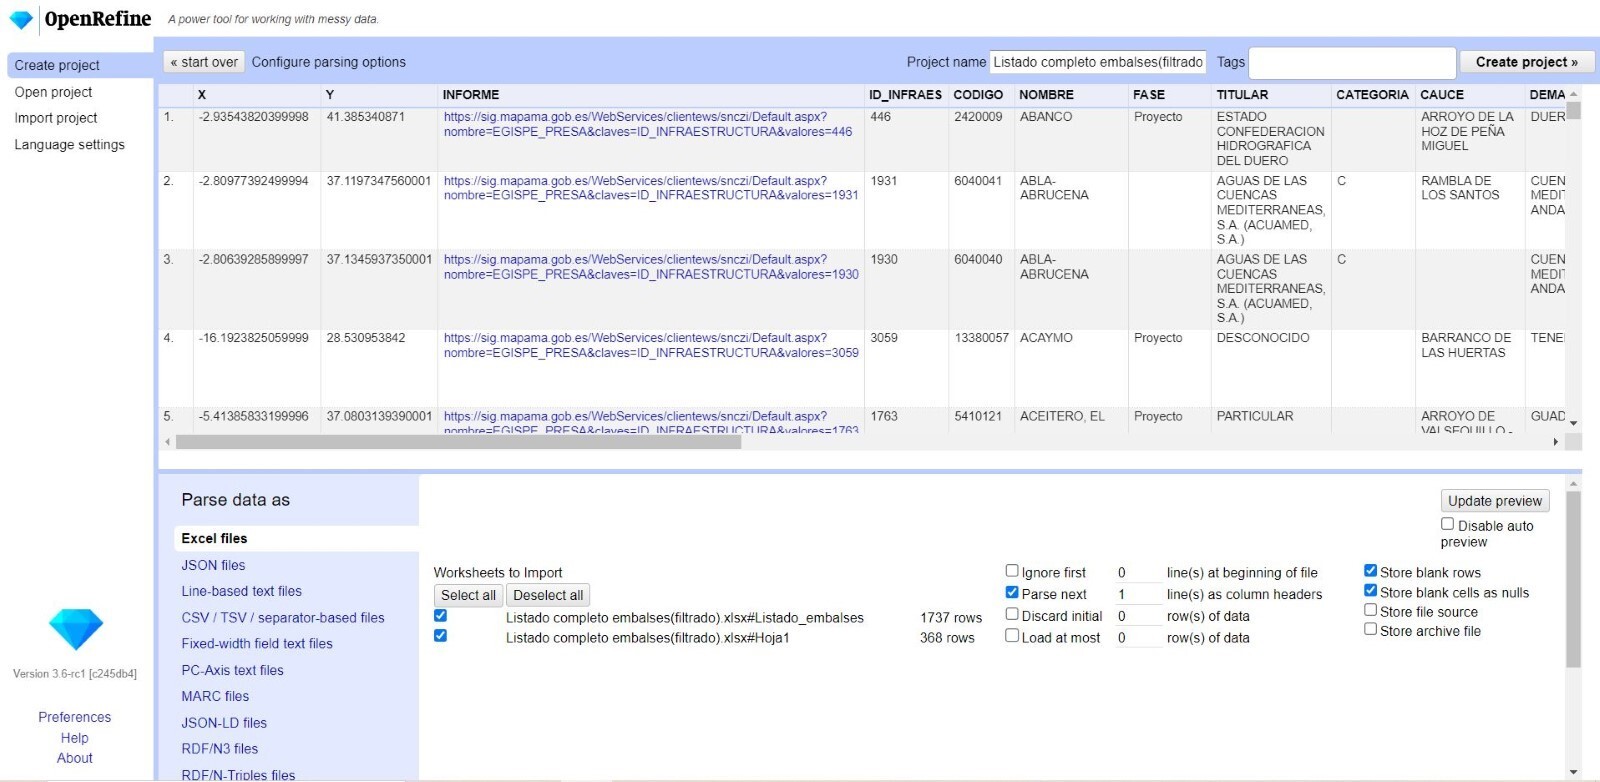 OpenRefine A power tool for working with messy data.
Create project
Open project
Import project
Language settings
« start over Configure parsing options Project name Listado completo embalses(filtrado Tags Create project »
X Y INFORME ID_INFRAES CODIGO NOMBRE FASE TITULAR CATEGORIA CAUCE DEMA
1. -2.93543820399998 41.385340871 https://sig.mapama.gob.es/WebServices/clientews/snczi/Default.aspx? 446 2420009 ABANCO Proyecto ESTADO ARROYO DE LA DUER
nombre=EGISPE_PRESA&claves=ID_INFRAESTRUCTURA&valores=446 CONFEDERACION HOZ DE PEÑA
HIDROGRAFICA MIGUEL
DEL DUERO
2. -2.80977392499994 37.1197347560001 https://sig.mapama.gob.es/WebServices/clientews/snczi/Default.aspx? 1931 6040041 ABLA- AGUAS DE LAS C RAMBLA DE CUEN
nombre=EGISPE_PRESA&claves=ID_INFRAESTRUCTURA&valores=1931 ABRUCENA CUENCAS LOS SANTOS MEDIT
MEDITERRANEAS, ANDA
S.A. (ACUAMED,
S.A.)
3. -2.80639285899997 37.1345937350001 https://sig.mapama.gob.es/WebServices/clientews/snczi/Default.aspx? 1930 6040040 ABLA- AGUAS DE LAS C CUEN
nombre=EGISPE_PRESA&claves=ID_INFRAESTRUCTURA&valores=1930 ABRUCENA CUENCAS MEDIT
MEDITERRANEAS, ANDA
S.A. (ACUAMED,
S.A.)
4. -16.1923825059999 28.530953842 https://sig.mapama.gob.es/WebServices/clientews/snczi/Default.aspx? 3059 13380057 ACAYMO Proyecto DESCONOCIDO BARRANCO DE TENE
nombre=EGISPE_PRESA&claves=ID_INFRAESTRUCTURA&valores=3059 LAS HUERTAS
5. -5.41385833199996 37.0803139390001 https://sig.mapama.gob.es/WebServices/clientews/snczi/Default.aspx? 1763 5410121 ACEITERO, EL Proyecto PARTICULAR ARROYO DE GUAD
nombre=EGISPE_PRESA&claves=ID_INFRAESTRUCTURA&valores=1763 VALSEQUILLO -
Parse data as
Excel files
JSON files
Line-based text files
CSV / TSV / separator-based files
Fixed-width field text files
PC-Axis text files
MARC files
JSON-LD files
RDF/N3 files
RDF/N-Triples files
Update preview
Disable auto
preview
Worksheets to Import
Select all Deselect all
Listado completo embalses(filtrado).xlsx#Listado_embalses 1737 rows
Listado completo embalses(filtrado).xlsx#Hoja1 368 rows
Ignore first 0 line(s) at beginning of file
Parse next 1 line(s) as column headers
Discard initial 0 row(s) of data
Load at most 0 row(s) of data
Store blank rows
Store blank cells as nulls
Store file source
Store archive file
Version 3.6-rc1 [c245db4]
Preferences
Help
About